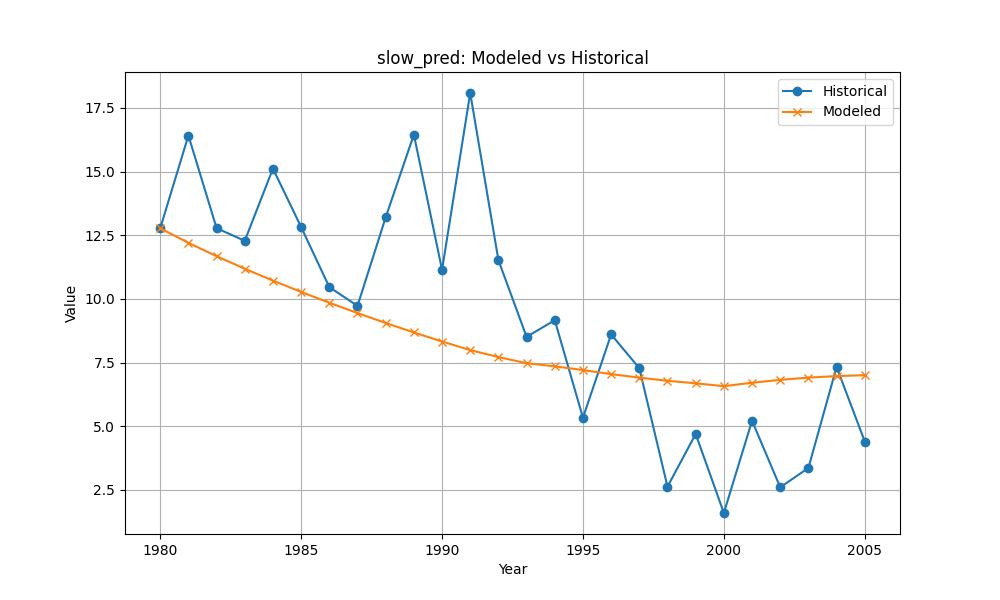 slow_pred: Modeled vs Historical
Historical
Modeled
Value
17.5
15.0
12.5
10.0
7.5
5.0
2.5
1980 1985 1990 1995 2000 2005
Year